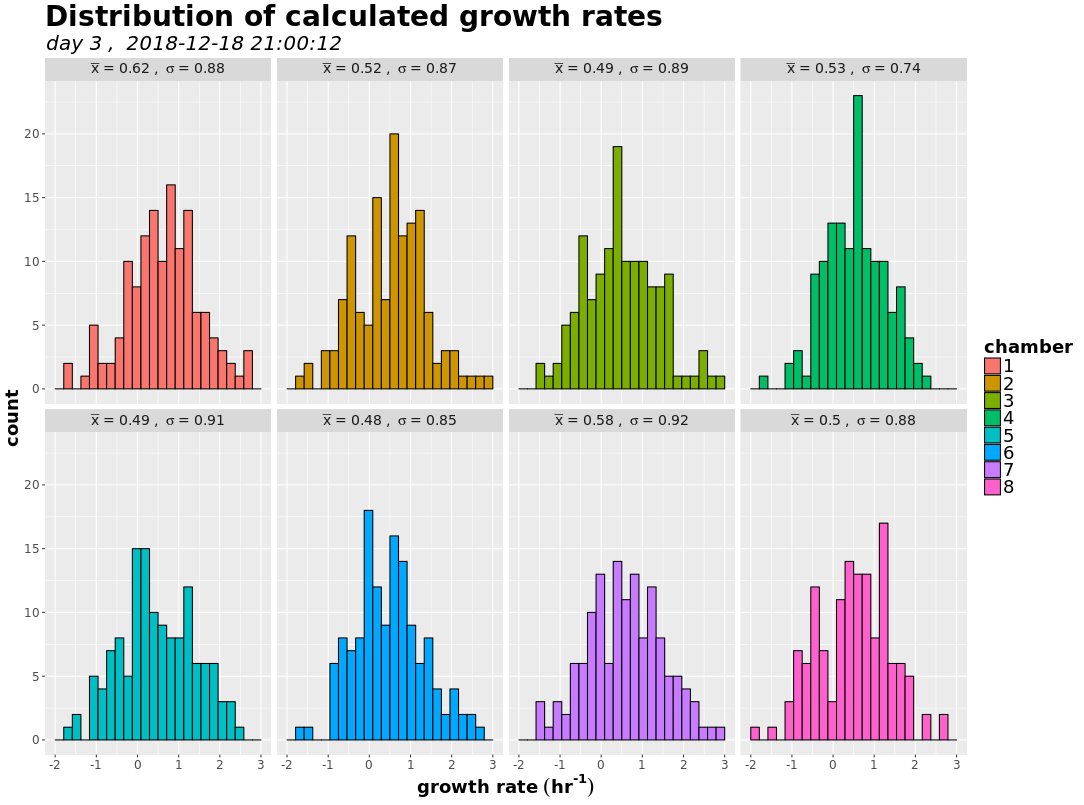 Distribution of calculated growth rates
day 3 ,  2018-12-18 21:00:12
x̅ = 0.62 ,  σ = 0.88
x̅ = 0.52 ,  σ = 0.87
x̅ = 0.49 ,  σ = 0.89
x̅ = 0.53 ,  σ = 0.74
20
15
10
5
0
x̅ = 0.49 ,  σ = 0.91
x̅ = 0.48 ,  σ = 0.85
x̅ = 0.58 ,  σ = 0.92
x̅ = 0.5 ,  σ = 0.88
20
15
10
5
0
-2 -1 0 1 2 3
-2 -1 0 1 2 3
-2 -1 0 1 2 3
-2 -1 0 1 2 3
count
growth rate (hr⁻¹)
chamber
1
2
3
4
5
6
7
8